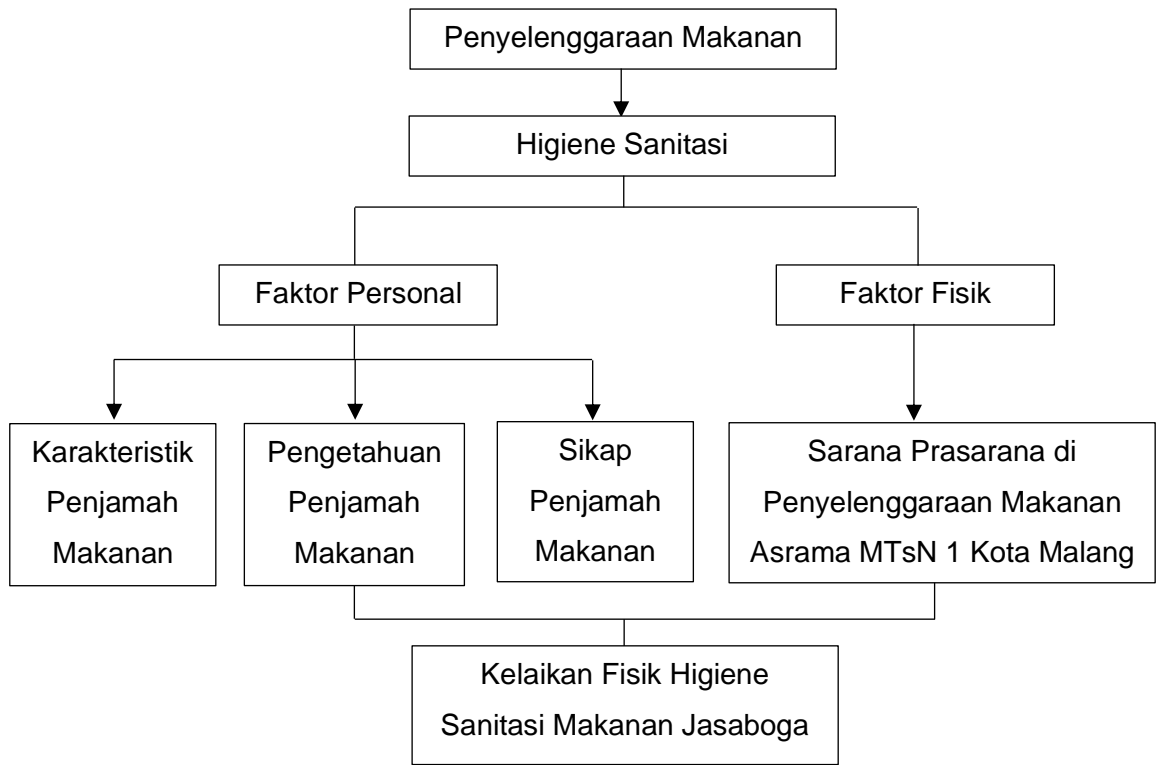 Penyelenggaraan Makanan
Higiene Sanitasi
Faktor Personal
Faktor Fisik
Karakteristik
Penjamah
Makanan
Pengetahuan
Penjamah
Makanan
Sikap
Penjamah
Makanan
Sarana Prasarana di
Penyelenggaraan Makanan
Asrama MTsN 1 Kota Malang
Kelaikan Fisik Higiene
Sanitasi Makanan Jasaboga